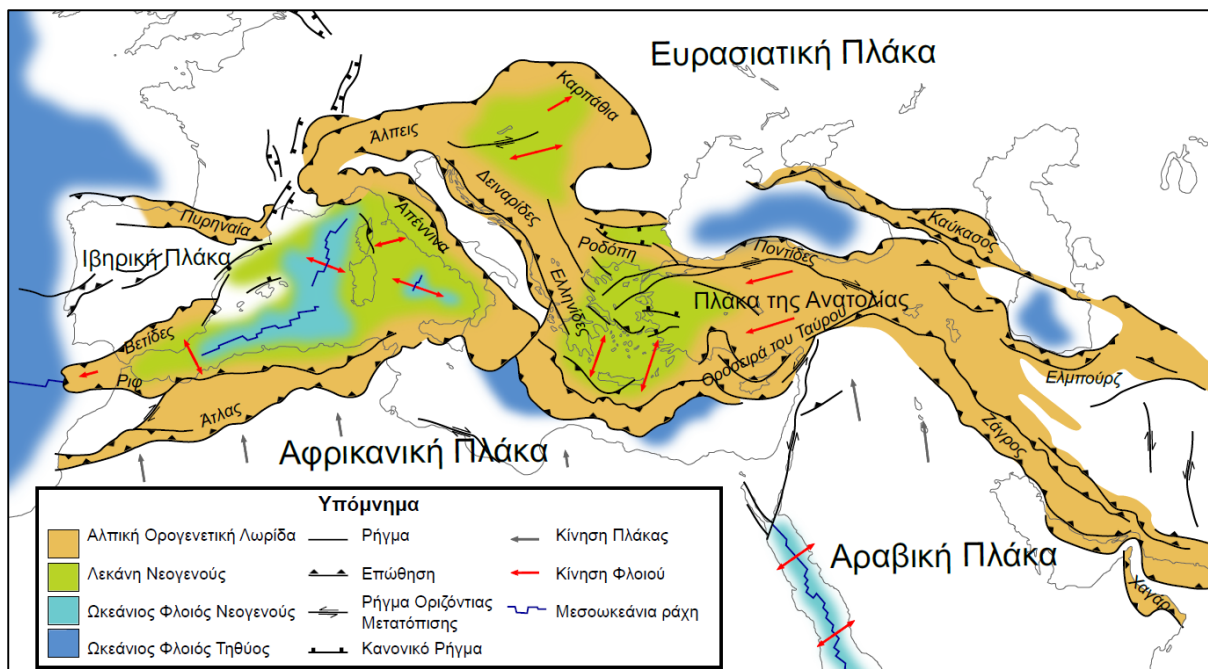 Ευρασιατική Πλάκα
Καρπάθια
Άλπεις
Δειναρίδες
Πυρηναία
Απέννινα
Καύκασος
Ιβηρική Πλάκα
Ροδόπη
Ποντίδες
Πλάκα της Ανατολίας
Ελληνίδες
Βετίδες
Οροσειρά του Ταύρου
Ριφ
Ελμπούρζ
Άτλας
Ζάγρος
Αφρικανική Πλάκα
Αραβική Πλάκα
Χαγάρ
Υπόμνημα
Αλπική Ορογενετική Λωρίδα
Ρήγμα
Κίνηση Πλάκας
Λεκάνη Νεογενούς
Επώθηση
Κίνηση Φλοιού
Ωκεάνιος Φλοιός Νεογενούς
Ρήγμα Οριζόντιας
Μετατόπισης
Μεσοωκεάνια ράχη
Ωκεάνιος Φλοιός Τηθύος
Κανονικό Ρήγμα